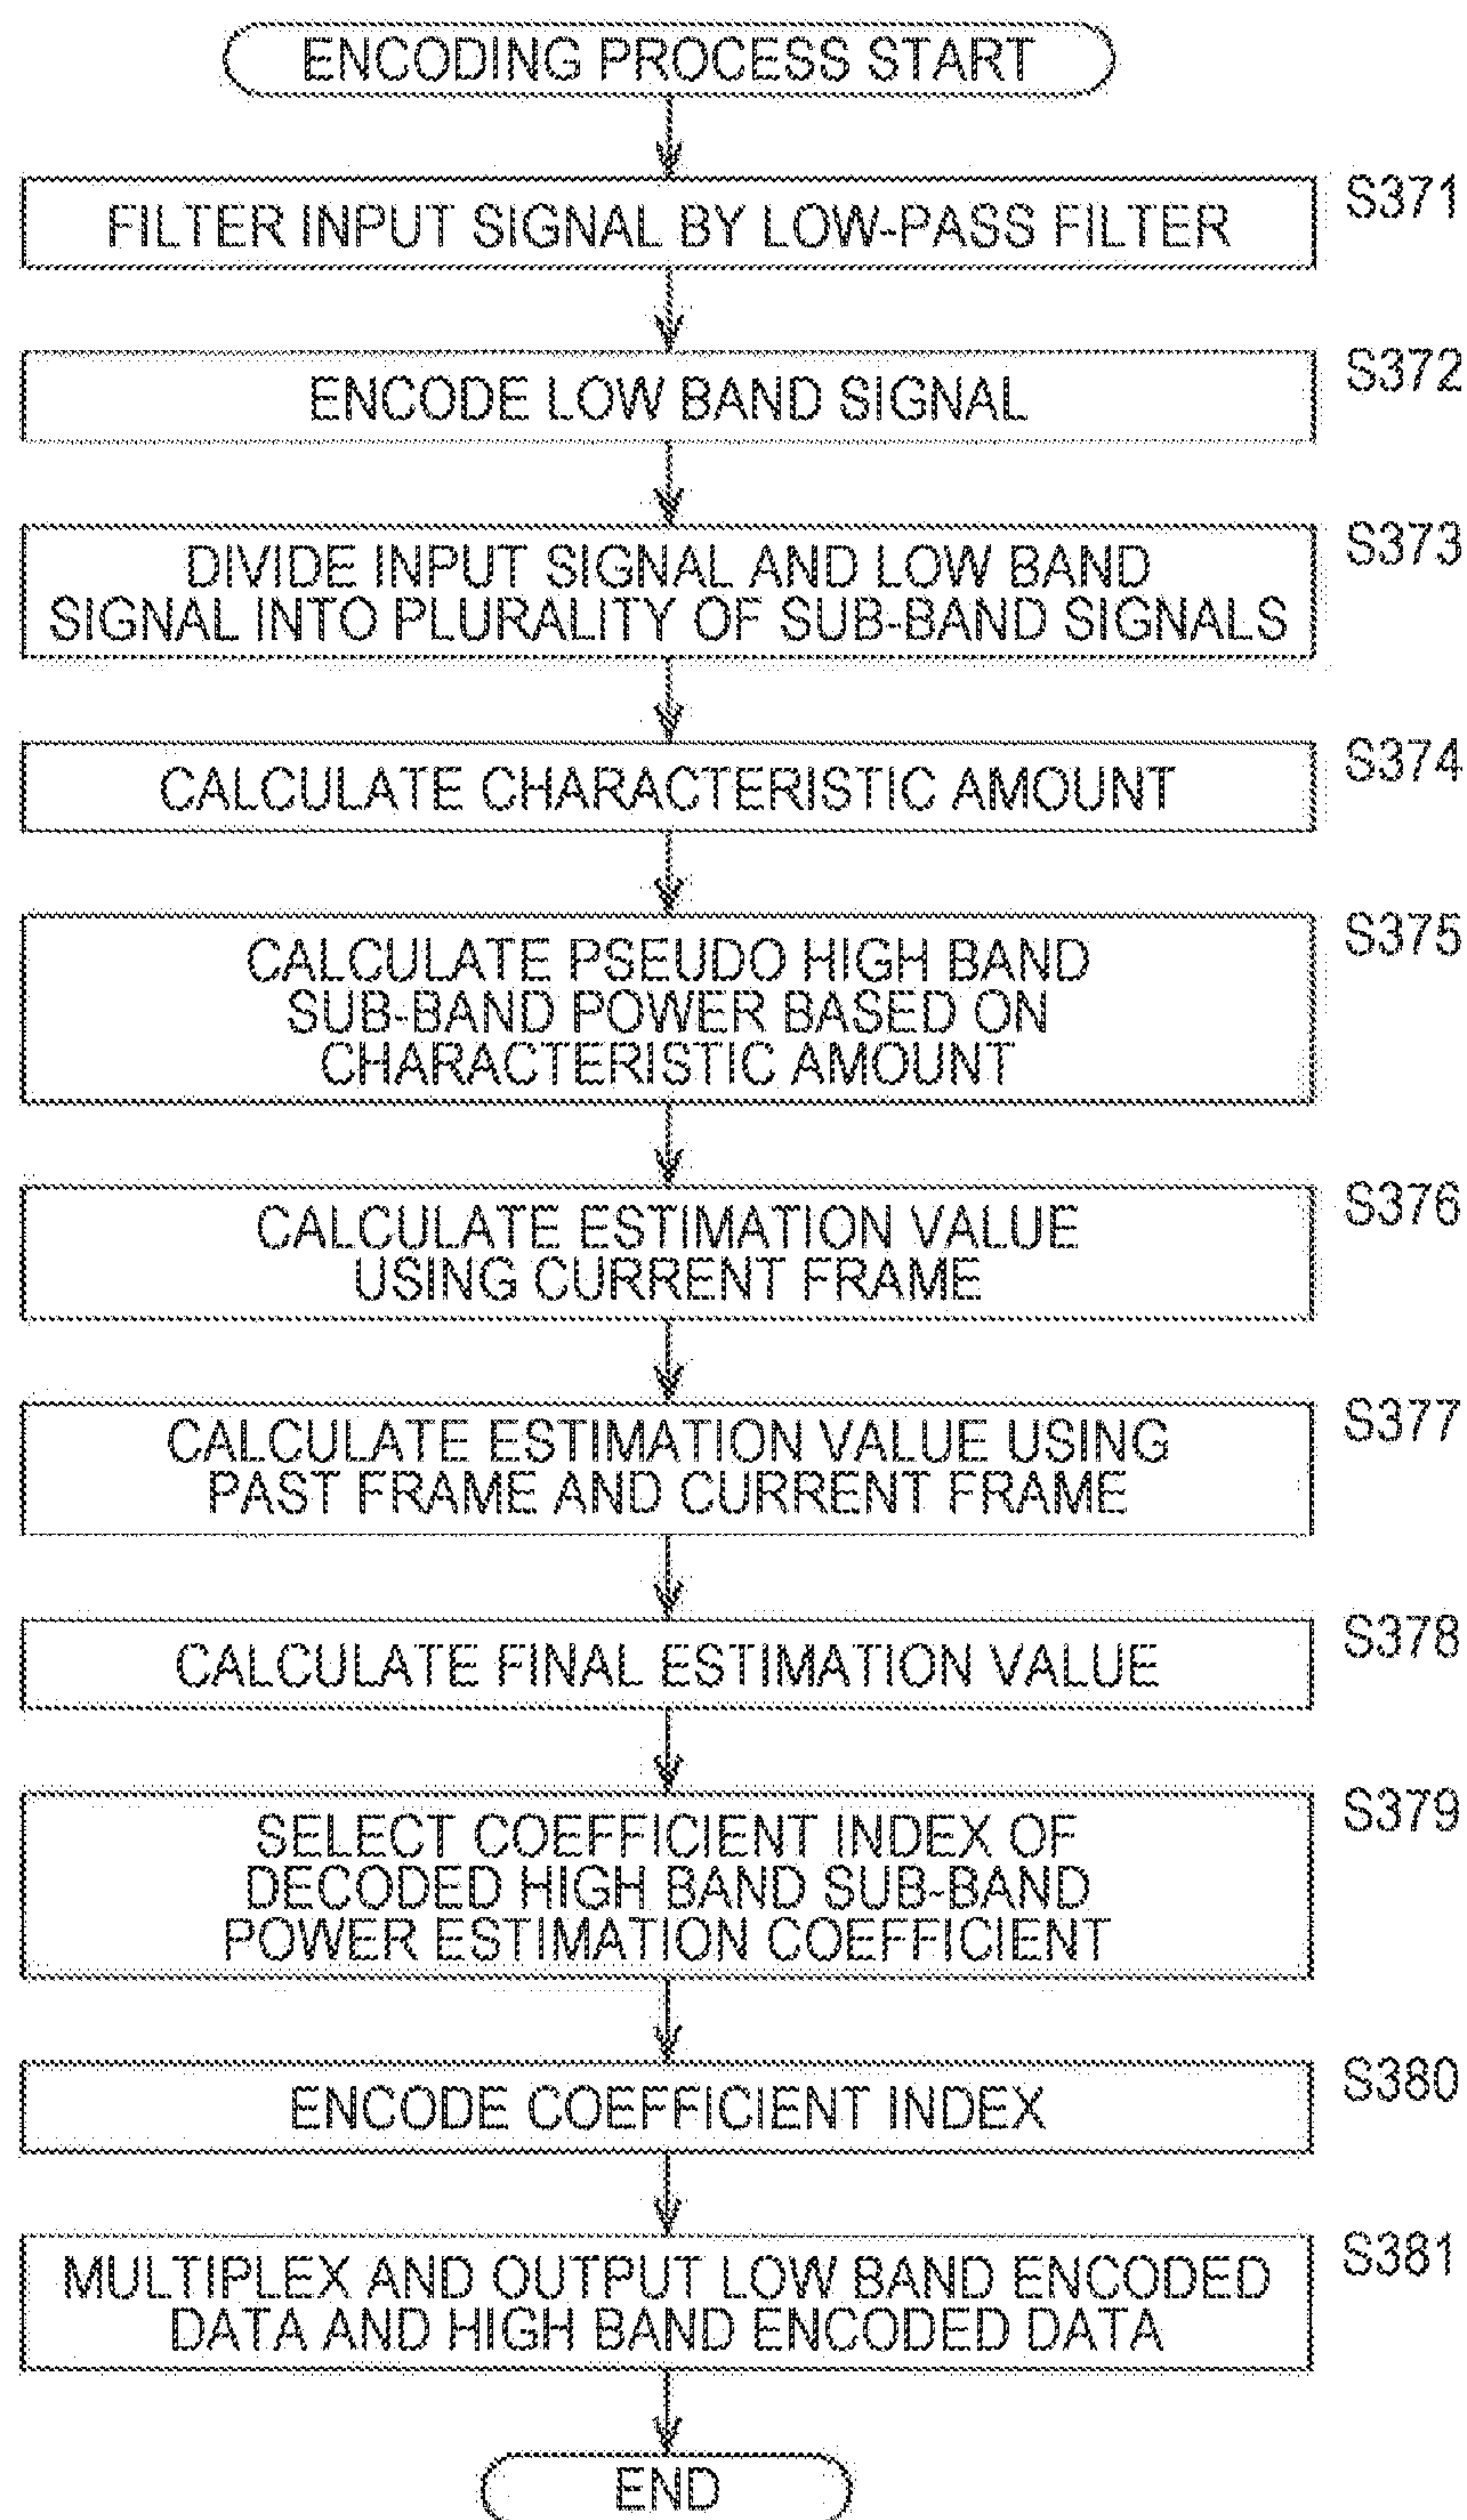 ENCODING PROCESS START
FILTER INPUT SIGNAL BY LOW-PASS FILTER
S371
ENCODE LOW BAND SIGNAL
S372
DIVIDE INPUT SIGNAL AND LOW BAND
SIGNAL INTO PLURALITY OF SUB-BAND SIGNALS
S373
CALCULATE CHARACTERISTIC AMOUNT
S374
CALCULATE PSEUDO HIGH BAND
SUB-BAND POWER BASED ON
CHARACTERISTIC AMOUNT
S375
CALCULATE ESTIMATION VALUE
USING CURRENT FRAME
S376
CALCULATE ESTIMATION VALUE USING
PAST FRAME AND CURRENT FRAME
S377
CALCULATE FINAL ESTIMATION VALUE
S378
SELECT COEFFICIENT INDEX OF
DECODED HIGH BAND SUB-BAND
POWER ESTIMATION COEFFICIENT
S379
ENCODE COEFFICIENT INDEX
S380
MULTIPLEX AND OUTPUT LOW BAND ENCODED
DATA AND HIGH BAND ENCODED DATA
S381
END